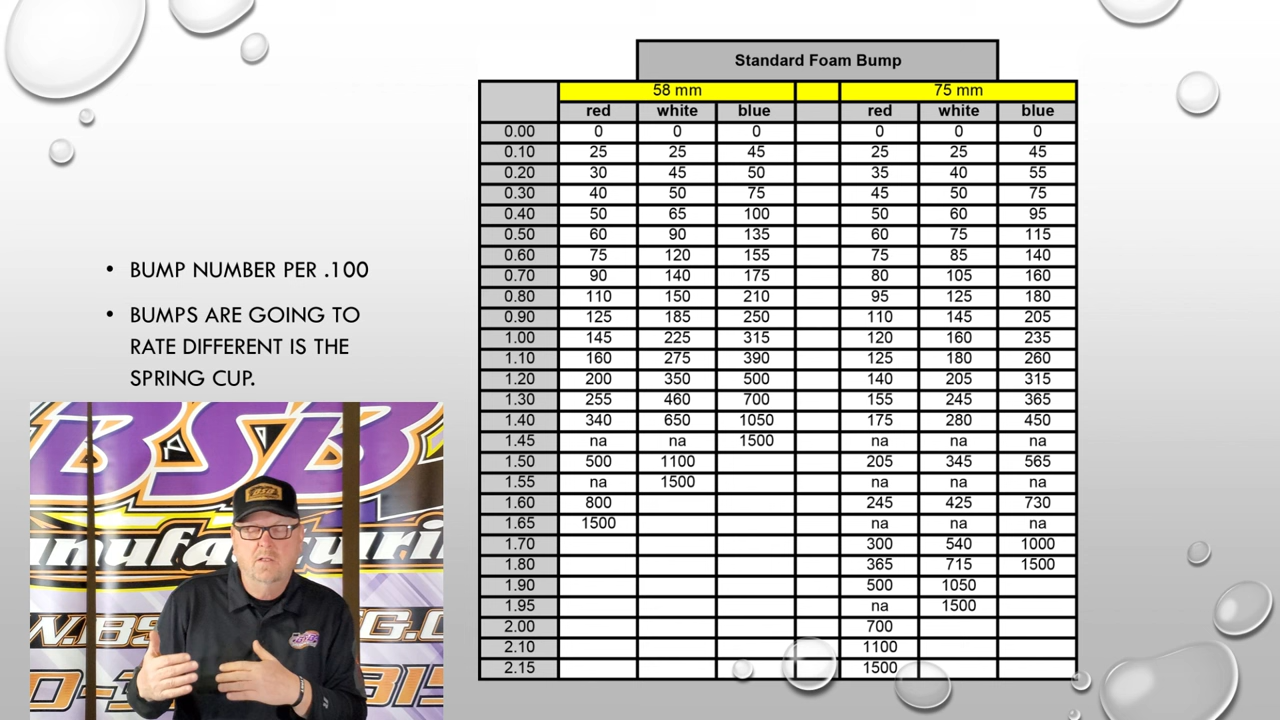 Standard Foam Bump
58 mm 75 mm
red white blue red white blue
0.00 0 0 0 0 0 0
0.10 25 25 45 25 25 45
0.20 30 45 50 35 40 55
0.30 40 50 75 45 50 75
0.40 50 65 100 50 60 95
0.50 60 90 135 60 75 115
0.60 75 120 155 75 85 140
0.70 90 140 175 80 105 160
0.80 110 150 210 95 125 180
0.90 125 185 250 110 145 205
1.00 145 225 315 120 160 235
1.10 160 275 390 125 180 260
1.20 200 350 500 140 205 315
1.30 255 460 700 155 245 365
1.40 340 650 1050 175 280 450
1.45 na na 1500 na na na
1.50 500 1100 205 345 565
1.55 na 1500 na na na
1.60 800 245 425 730
1.65 1500 na na na
1.70 300 540 1000
1.80 365 715 1500
1.90 500 1050
1.95 na 1500
2.00 700
2.10 1100
2.15 1500
• BUMP NUMBER PER .100
• BUMPS ARE GOING TO
RATE DIFFERENT IS THE
SPRING CUP.
BSB